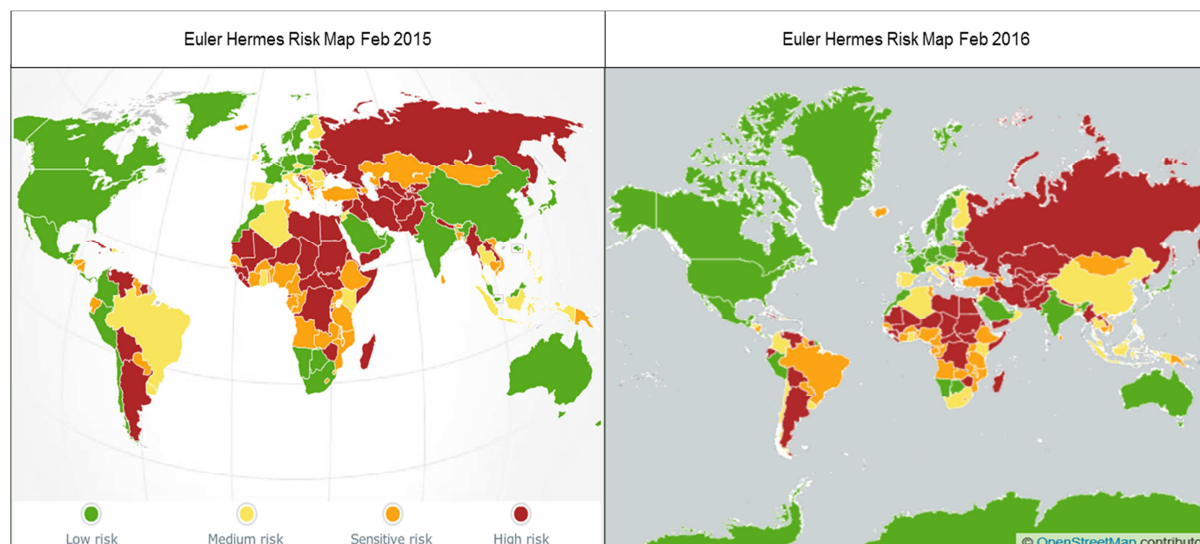 Euler Hermes Risk Map Feb 2015
Euler Hermes Risk Map Feb 2016
Low risk
Medium risk
Sensitive risk
High risk
© OpenStreetMap contributo